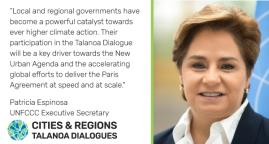 "Local and regional governments have
become a powerful catalyst towards
ever higher climate action. Their
participation in the Talanoa Dialogue
will be a key driver towards the New
Urban Agenda and the accelerating
global efforts to deliver the Paris
Agreement at speed and at scale."
Patricia Espinosa
UNFCCC Executive Secretary
CITIES & REGIONS
TALANOA DIALOGUES